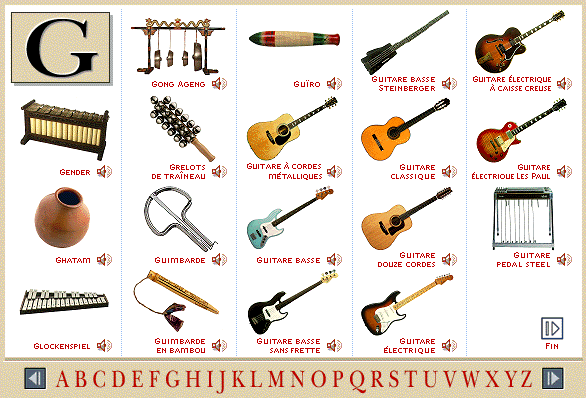 G
Gong Ageng
Guïro
Guitare basse
Steinberger
Guitare électrique
à caisse creuse
Gender
Grelots
de traîneau
Guitare à cordes
métalliques
Guitare
classique
Guitare
électrique Les Paul
Ghatam
Guimbarde
Guitare basse
Guitare
douze cordes
Guitare
pedal steel
Glockenspiel
Guimbarde
en bambou
Guitare basse
sans frette
Guitare
électrique
Fin
A B C D E F G H I J K L M N O P Q R S T U V W X Y Z